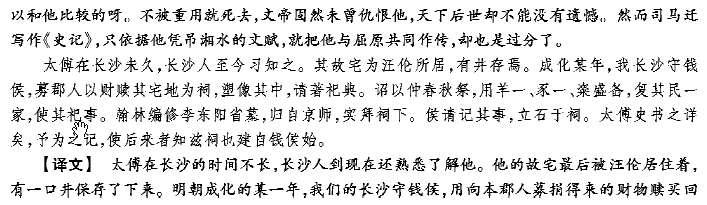 以和他比较的呀。不被重用就死去，文帝固然未曾仇恨他，天下后世却不能没有遗憾。然而司马迁
写作《史记》，只依据他凭吊湘水的文赋，就把他与屈原共同作传，却也是过分了。
太傅在长沙未久，长沙人至今习知之。其故宅为汪伦所居，有井存焉。成化某年，我长沙守钱
侯，募郡人以财赎其宅地为祠，塑像其中，请著祀典。诏以仲春秋祭，用羊一、豕一、粢盛各，复其民一
家，使其祀事。翰林编修李东阳省墓，归自京师，实拜祠下。侯请记其事，立石于祠。太傅史书之详
矣，予为之记，使后来者知兹祠也建自钱侯始。
【译文】 太傅在长沙的时间不长，长沙人到现在还熟悉了解他。他的故宅最后被汪伦居住着，
有一口井保存了下来。明朝成化的某一年，我们的长沙守钱侯，用向本郡人募捐得来的财物赎买回